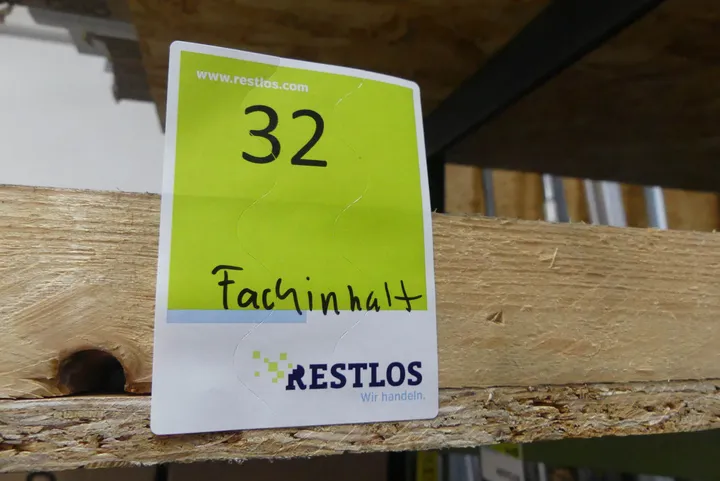 www.restlos.com
32
Fachinhalt
RESTLOS
Wir handeln.